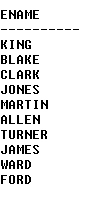 ENAME
----------
KING
BLAKE
CLARK
JONES
MARTIN
ALLEN
TURNER
JAMES
WARD
FORD